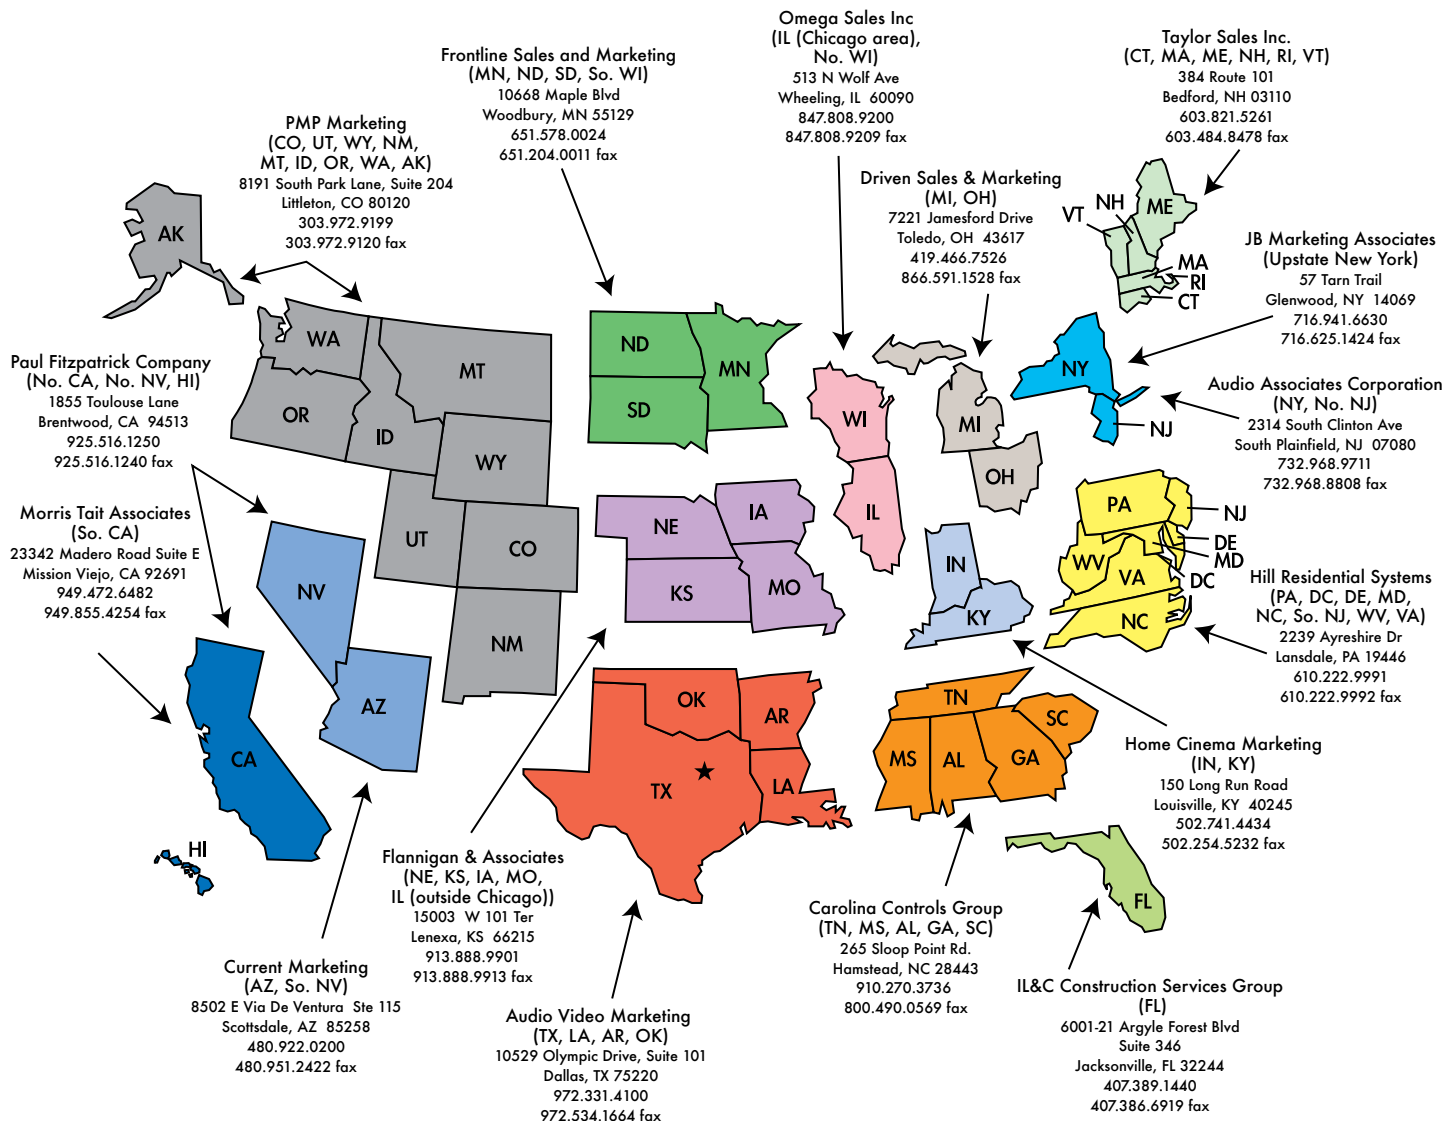 Omega Sales Inc
(IL (Chicago area),
No. WI)
513 N Wolf Ave
Wheeling, IL 60090
847.808.9200
847.808.9209 fax
Taylor Sales Inc.
(CT, MA, ME, NH, RI, VT)
384 Route 101
Bedford, NH 03110
603.821.5261
603.484.8478 fax
Frontline Sales and Marketing
(MN, ND, SD, So. WI)
10668 Maple Blvd
Woodbury, MN 55129
651.578.0024
651.204.0011 fax
PMP Marketing
(CO, UT, WY, NM,
MT, ID, OR, WA, AK)
8191 South Park Lane, Suite 204
Littleton, CO 80120
303.972.9199
303.972.9120 fax
Driven Sales & Marketing
(MI, OH)
7221 Jamesford Drive
Toledo, OH 43617
419.466.7526
866.591.1528 fax
JB Marketing Associates
(Upstate New York)
57 Tarn Trail
Glenwood, NY 14069
716.941.6630
716.625.1424 fax
Paul Fitzpatrick Company
(No. CA, No. NV, HI)
1855 Toulouse Lane
Brentwood, CA 94513
925.516.1250
925.516.1240 fax
Audio Associates Corporation
(NY, No. NJ)
2314 South Clinton Ave
South Plainfield, NJ 07080
732.968.9711
732.968.8808 fax
Morris Tait Associates
(So. CA)
23342 Madero Road Suite E
Mission Viejo, CA 92691
949.472.6482
949.855.4254 fax
Hill Residential Systems
(PA, DC, DE, MD,
NC, So. NJ, WV, VA)
2239 Ayreshire Dr
Lansdale, PA 19446
610.222.9991
610.222.9992 fax
Home Cinema Marketing
(IN, KY)
150 Long Run Road
Louisville, KY 40245
502.741.4434
502.254.5232 fax
Flannigan & Associates
(NE, KS, IA, MO,
IL (outside Chicago))
15003 W 101 Ter
Lenexa, KS 66215
913.888.9901
913.888.9913 fax
Carolina Controls Group
(TN, MS, AL, GA, SC)
265 Sloop Point Rd.
Hamstead, NC 28443
910.270.3736
800.490.0569 fax
Current Marketing
(AZ, So. NV)
8502 E Via De Ventura Ste 115
Scottsdale, AZ 85258
480.922.0200
480.951.2422 fax
IL&C Construction Services Group
(FL)
6001-21 Argyle Forest Blvd
Suite 346
Jacksonville, FL 32244
407.389.1440
407.386.6919 fax
Audio Video Marketing
(TX, LA, AR, OK)
10529 Olympic Drive, Suite 101
Dallas, TX 75220
972.331.4100
972.534.1664 fax
AK
WA
OR
ID
MT
WY
UT
CO
NM
NV
AZ
CA
HI
ND
SD
MN
NE
IA
KS
MO
OK
AR
TX
LA
WI
IL
MI
OH
IN
KY
TN
MS
AL
GA
SC
FL
VT
NH
ME
MA
RI
CT
NY
NJ
PA
NJ
DE
MD
DC
WV
VA
NC